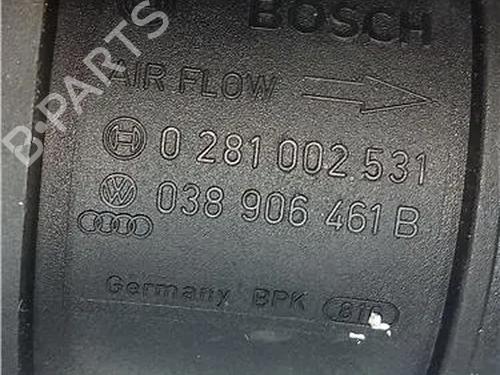 BOSCH
AIR FLOW
0 281 002 531
038 906 461 B
Germany BPK
B-PARTS